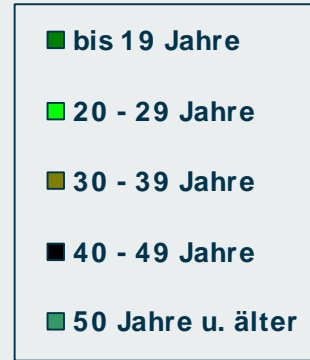 bis 19 Jahre
20 - 29 Jahre
30 - 39 Jahre
40 - 49 Jahre
50 Jahre u. älter